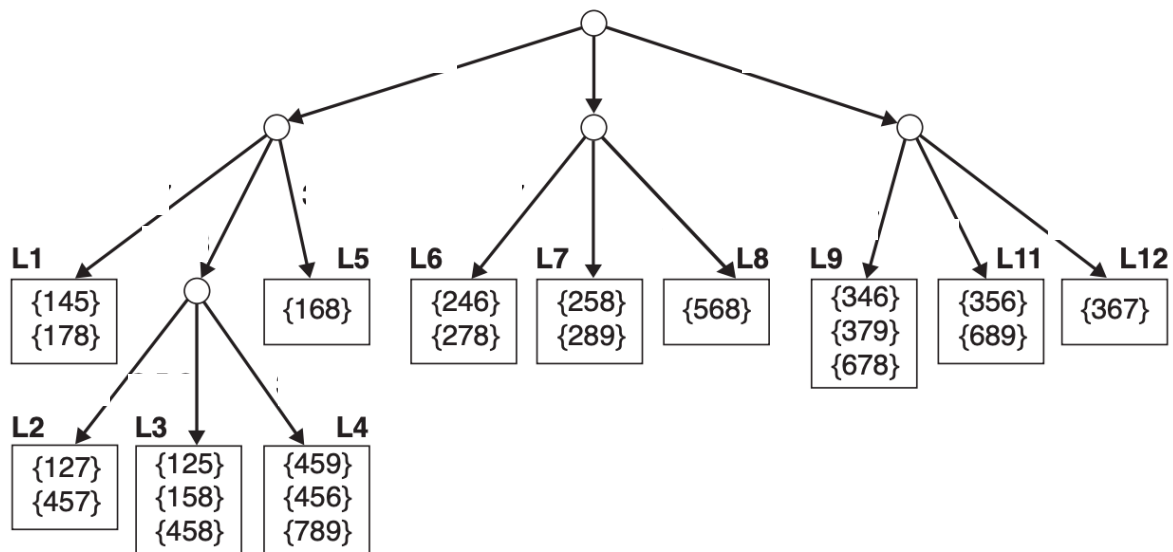 L1
{145}
{178}
L5
{168}
L6
{246}
{278}
L7
{258}
{289}
L8
{568}
L9
{346}
{379}
{678}
L11
{356}
{689}
L12
{367}
L2
{127}
{457}
L3
{125}
{158}
{458}
L4
{459}
{456}
{789}